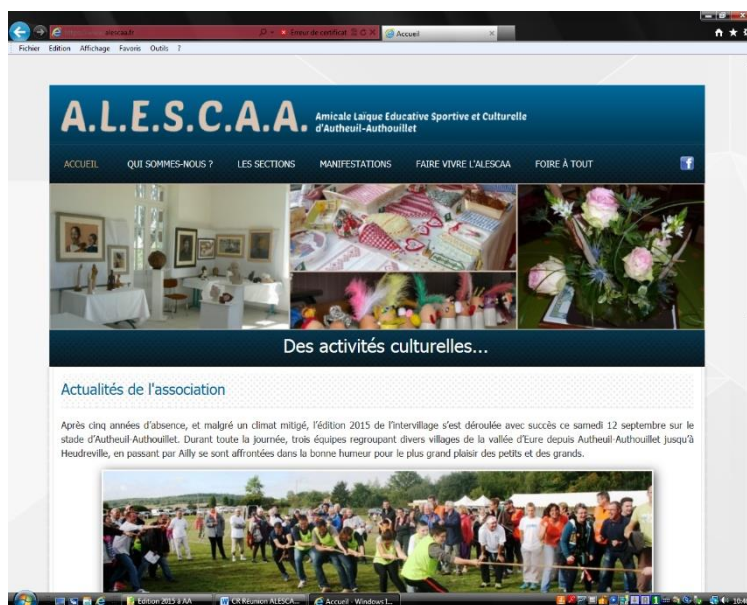 alescaa.fr
Erreur de certificat
Accueil
Fichier Edition Affichage Favoris Outils ?
A.L.E.S.C.A.A. Amicale Laïque Educative Sportive et Culturelle
d'Autheuil-Authouillet
ACCUEIL QUI SOMMES-NOUS ? LES SECTIONS MANIFESTATIONS FAIRE VIVRE L'ALESCAA FOIRE À TOUT
Des activités culturelles...
Actualités de l'association
Après cinq années d'absence, et malgré un climat mitigé, l'édition 2015 de l'intervillage s'est déroulée avec succès ce samedi 12 septembre sur le
stade d'Autheuil-Authouillet. Durant toute la journée, trois équipes regroupant divers villages de la vallée d'Eure depuis Autheuil-Authouillet jusqu'à
Heudreville, en passant par Ailly se sont affrontées dans la bonne humeur pour le plus grand plaisir des petits et des grands.
Edition 2015 à AA CR Réunion ALESCA... Accueil - Windows I...